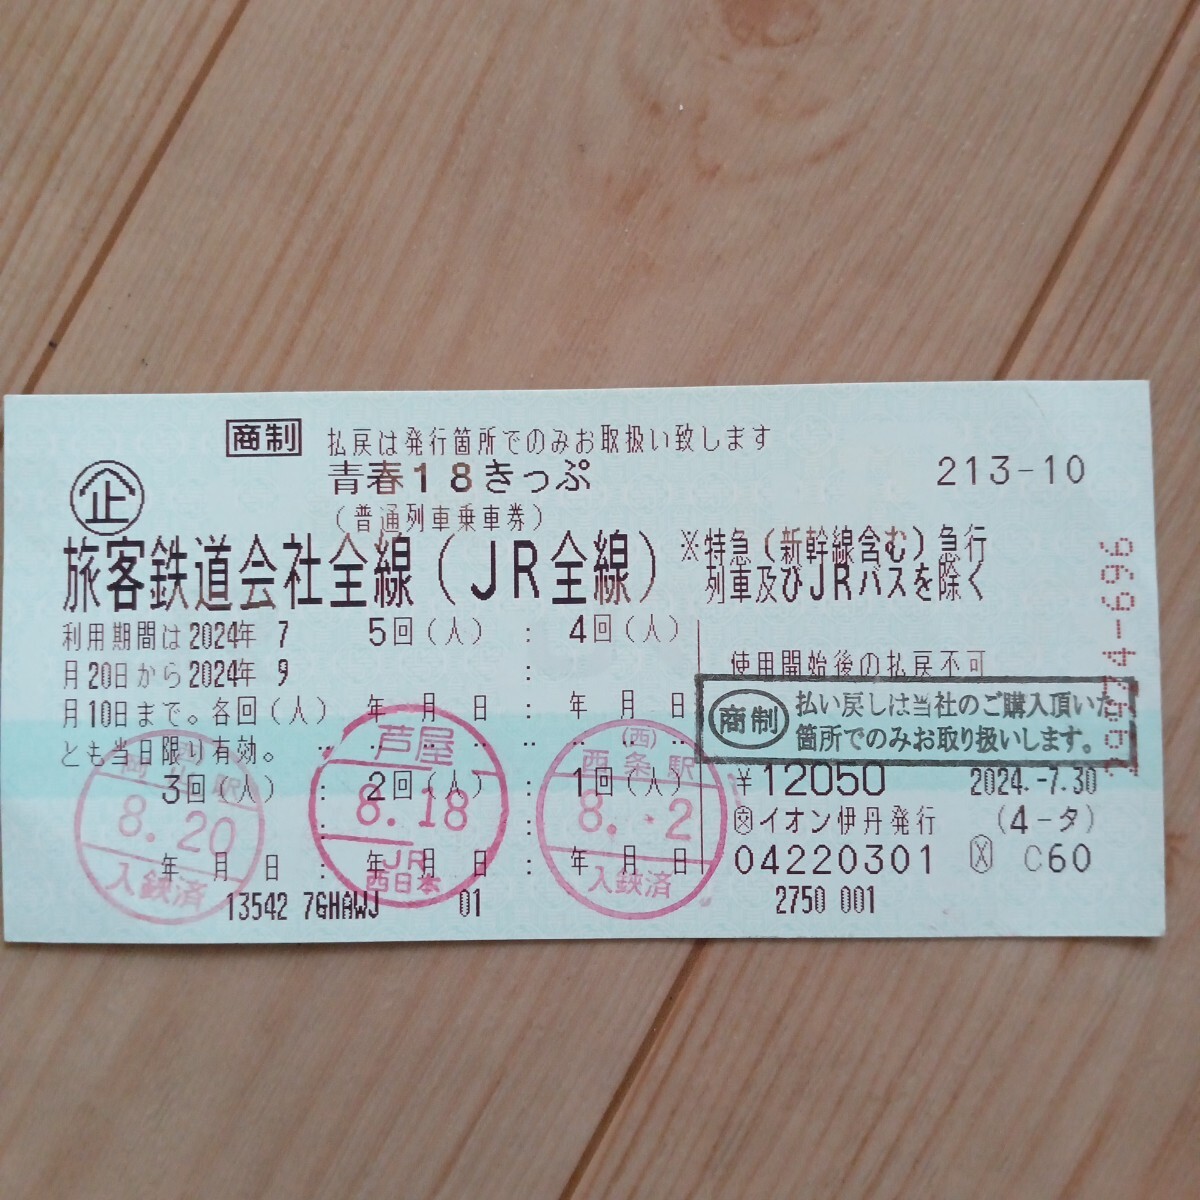 商制 払戻は発行箇所でのみお取扱い致します
企 青春18きっぷ 213-10
(普通列車乗車券)
旅客鉄道会社全線(JR全線) ※特急(新幹線含む)急行
列車及びJRバスを除く
利用期間は2024年 7 5回(人) : 4回(人)
月20日から2024年 9 : 使用開始後の払戻不可
月10日まで。各回(人) 年 月 日 : 年 月 日
とも当日限り有効。
商制 払い戻しは当社のご購入頂いた
箇所でのみお取り扱いします。
3回(人) : 2回(人) : 1回(人) ¥12050 2024.-7.30
年 月 日 : 年 月 日 : 年 月 日
8.20
入鋏済
芦屋
8.18
JR
西日本
(西)
西条駅
8.-2
入鋏済
交イオン伊丹発行 (4-タ)
04220301 X C60
13542 7GHAWJ 01 2750 001